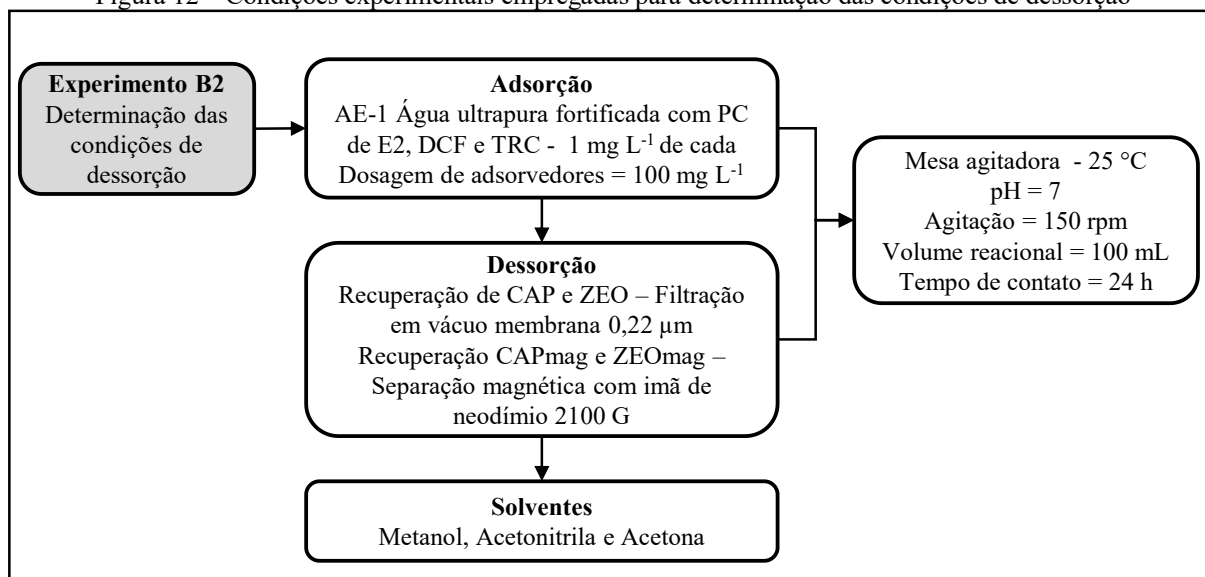 Figura 12 – Condições experimentais empregadas para determinação das condições de dessorção
Experimento B2
Determinação das
condições de
dessorção
Adsorção
AE-1 Água ultrapura fortificada com PC
de E2, DCF e TRC - 1 mg L⁻¹ de cada
Dosagem de adsorvedores = 100 mg L⁻¹
Mesa agitadora - 25 °C
pH = 7
Agitação = 150 rpm
Volume reacional = 100 mL
Tempo de contato = 24 h
Dessorção
Recuperação de CAP e ZEO – Filtração
em vácuo membrana 0,22 µm
Recuperação CAPmag e ZEOmag –
Separação magnética com imã de
neodímio 2100 G
Solventes
Metanol, Acetonitrila e Acetona